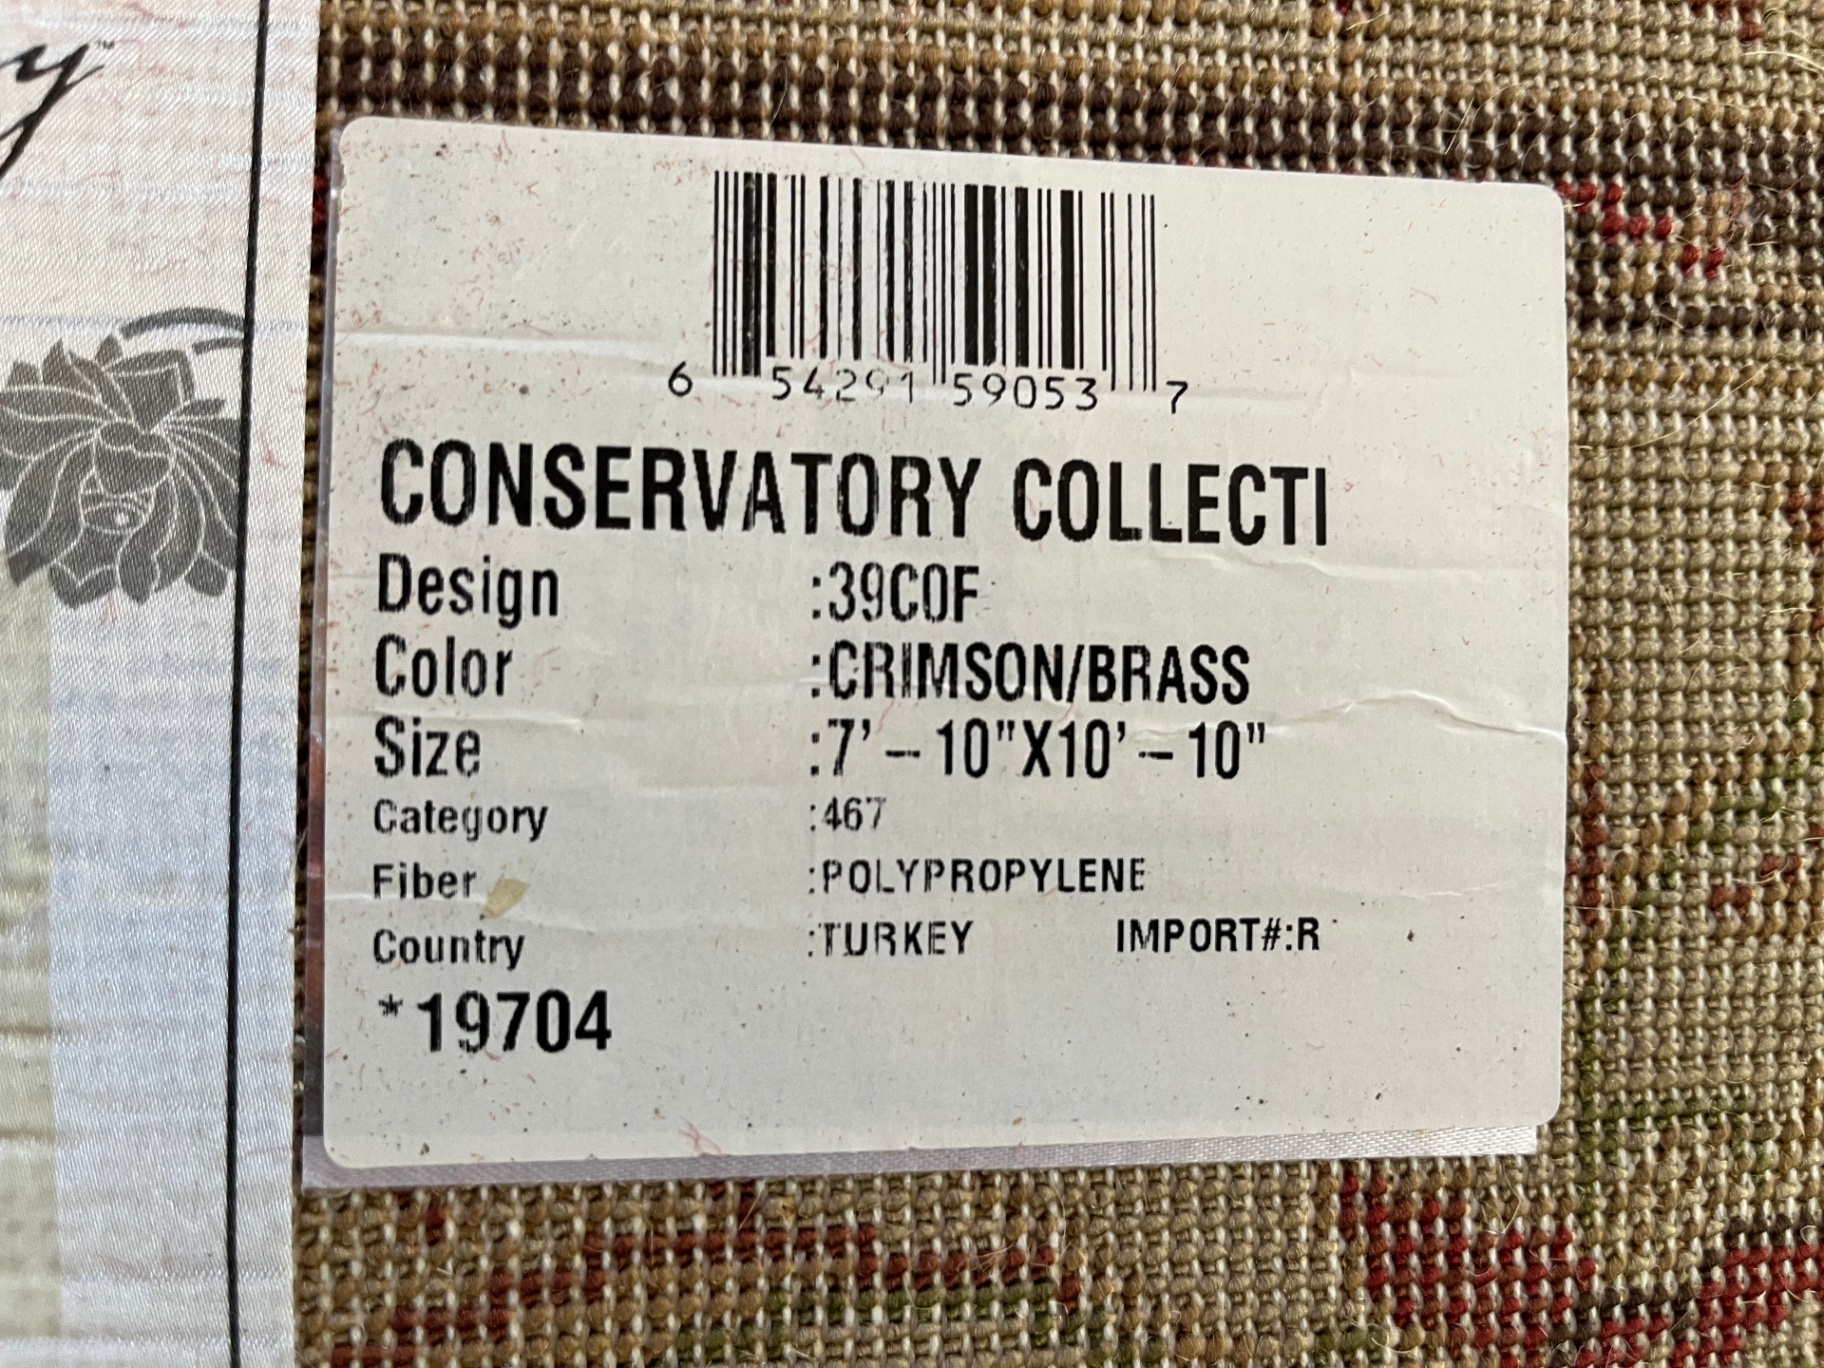 y™
6 54291 59053 7
CONSERVATORY COLLECTI
Design :39C0F
Color :CRIMSON/BRASS
Size :7'–10"X10'–10"
Category :467
Fiber :POLYPROPYLENE
Country :TURKEY IMPORT#:R
*19704